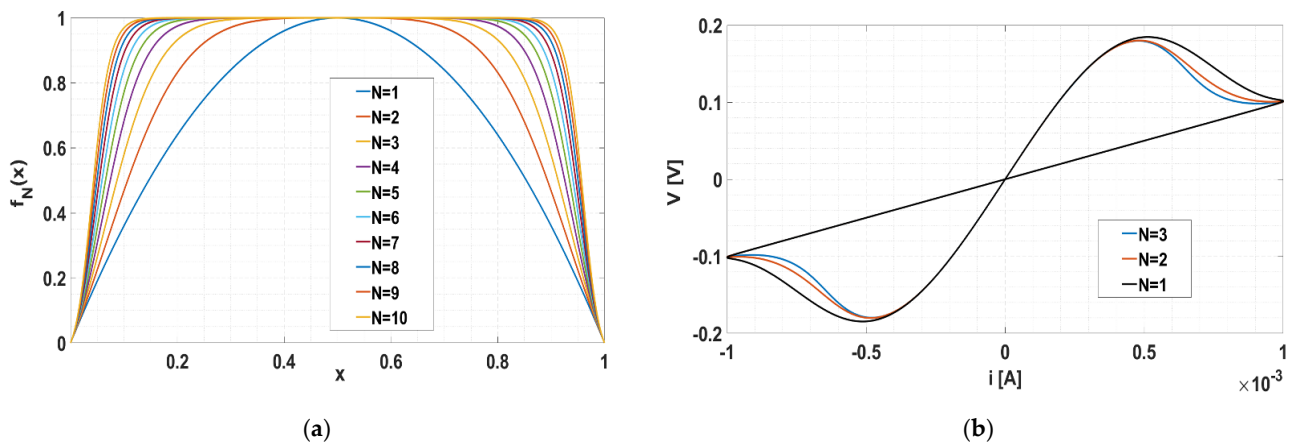 1
0.8
0.6
0.4
0.2
0
f_N(x)
0.2
0.4
0.6
0.8
1
x
N=1
N=2
N=3
N=4
N=5
N=6
N=7
N=8
N=9
N=10
(a)
0.2
0.1
0
-0.1
-0.2
V [V]
-1
-0.5
0
0.5
1
i [A]
×10^-3
N=3
N=2
N=1
(b)